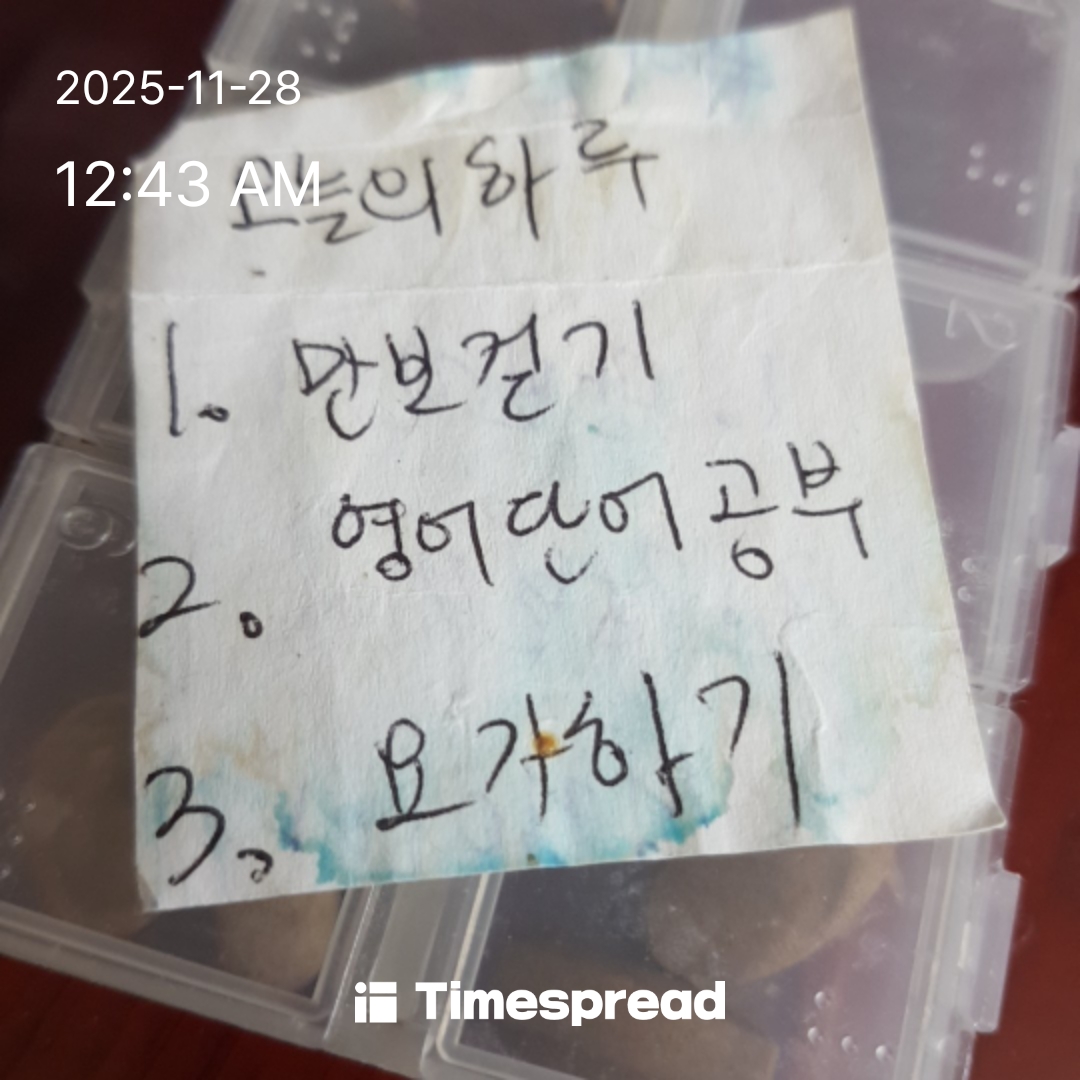 2025-11-28
12:43 AM
오늘의 하루
1. 만보걷기
2. 영어단어공부
3. 요가하기
Timespread